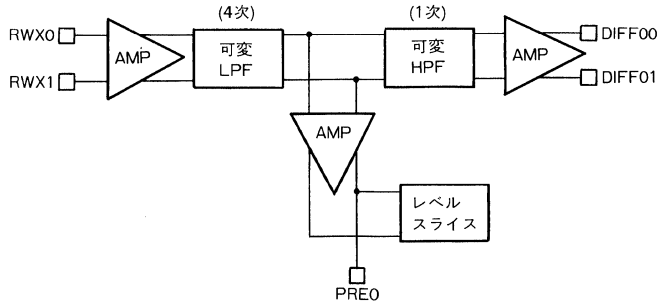 (4次)
(1次)
RWX0
RWX1
AMP
可変
LPF
可変
HPF
AMP
DIFF00
DIFF01
AMP
レベル
スライス
PRE0